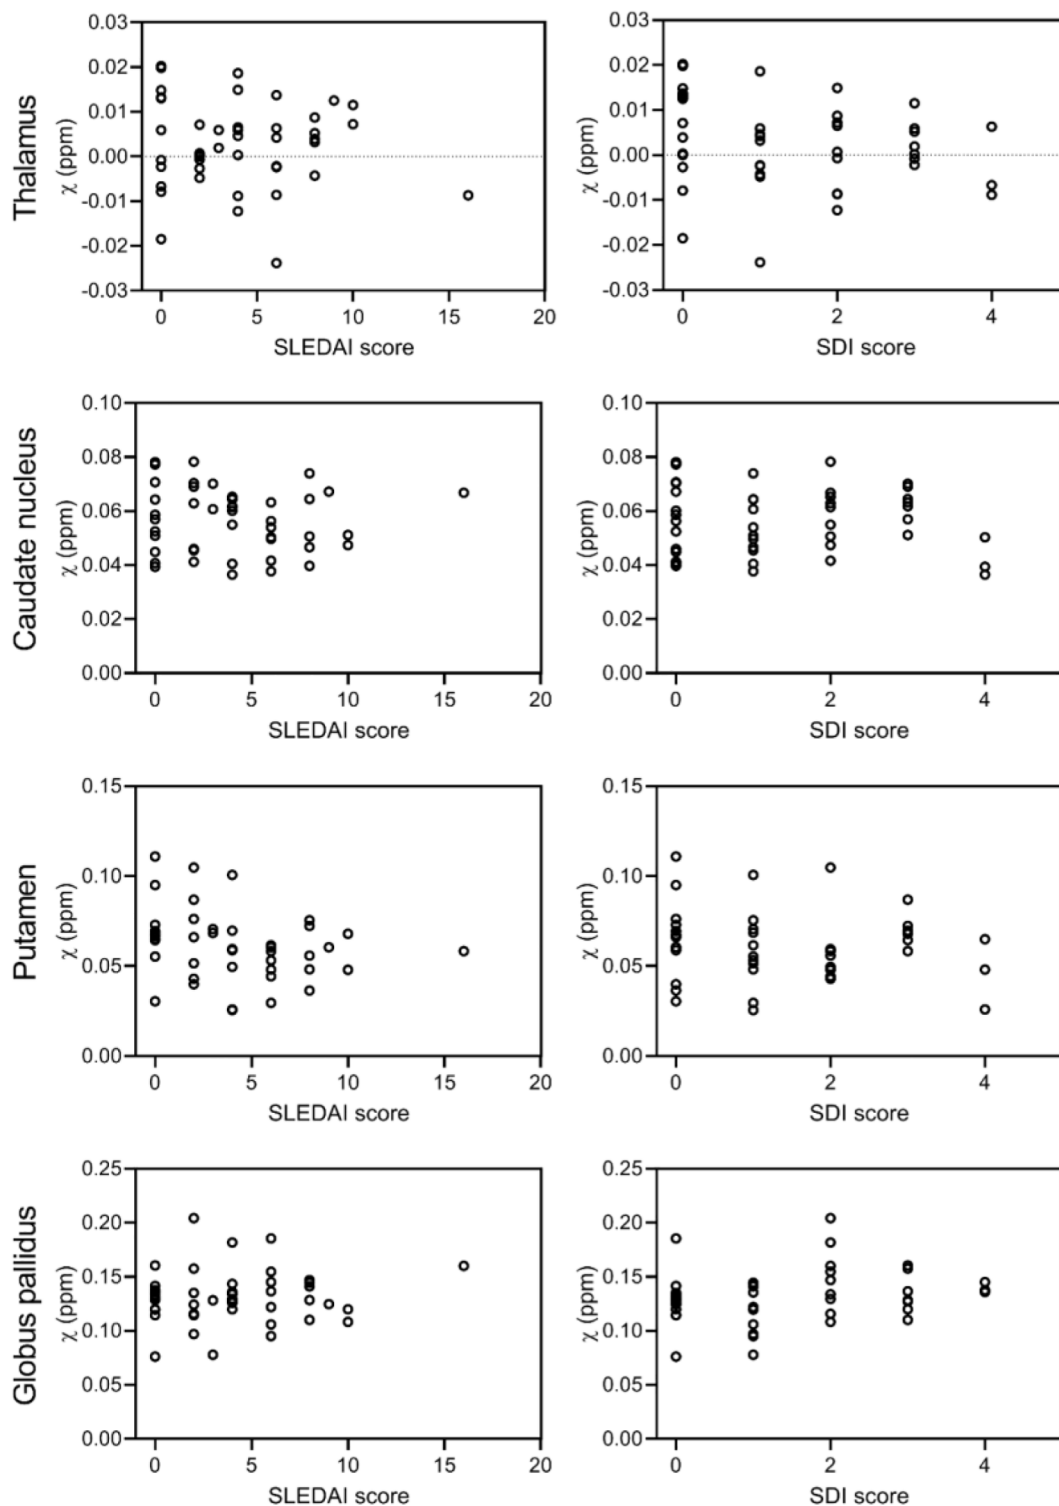 Thalamus
χ (ppm)
0.03
0.02
0.01
0.00
-0.01
-0.02
-0.03
0 5 10 15 20
SLEDAI score
χ (ppm)
0.03
0.02
0.01
0.00
-0.01
-0.02
-0.03
0 2 4
SDI score
Caudate nucleus
χ (ppm)
0.10
0.08
0.06
0.04
0.02
0.00
0 5 10 15 20
SLEDAI score
χ (ppm)
0.10
0.08
0.06
0.04
0.02
0.00
0 2 4
SDI score
Putamen
χ (ppm)
0.15
0.10
0.05
0.00
0 5 10 15 20
SLEDAI score
χ (ppm)
0.15
0.10
0.05
0.00
0 2 4
SDI score
Globus pallidus
χ (ppm)
0.25
0.20
0.15
0.10
0.05
0.00
0 5 10 15 20
SLEDAI score
χ (ppm)
0.25
0.20
0.15
0.10
0.05
0.00
0 2 4
SDI score